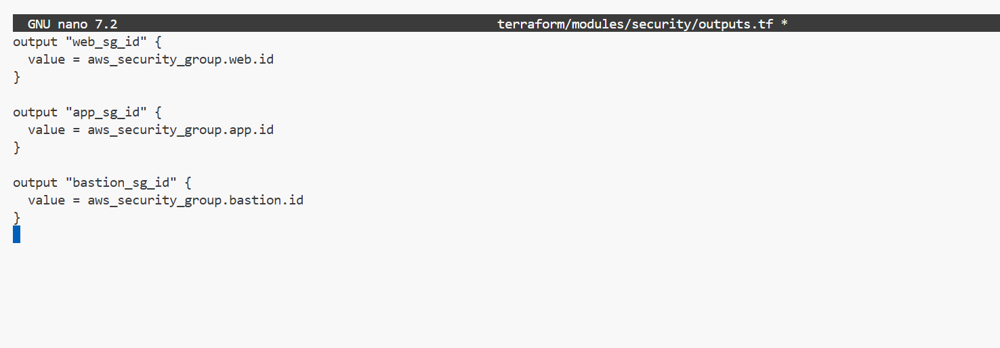 GNU nano 7.2 terraform/modules/security/outputs.tf *
output "web_sg_id" {
  value = aws_security_group.web.id
}

output "app_sg_id" {
  value = aws_security_group.app.id
}

output "bastion_sg_id" {
  value = aws_security_group.bastion.id
}